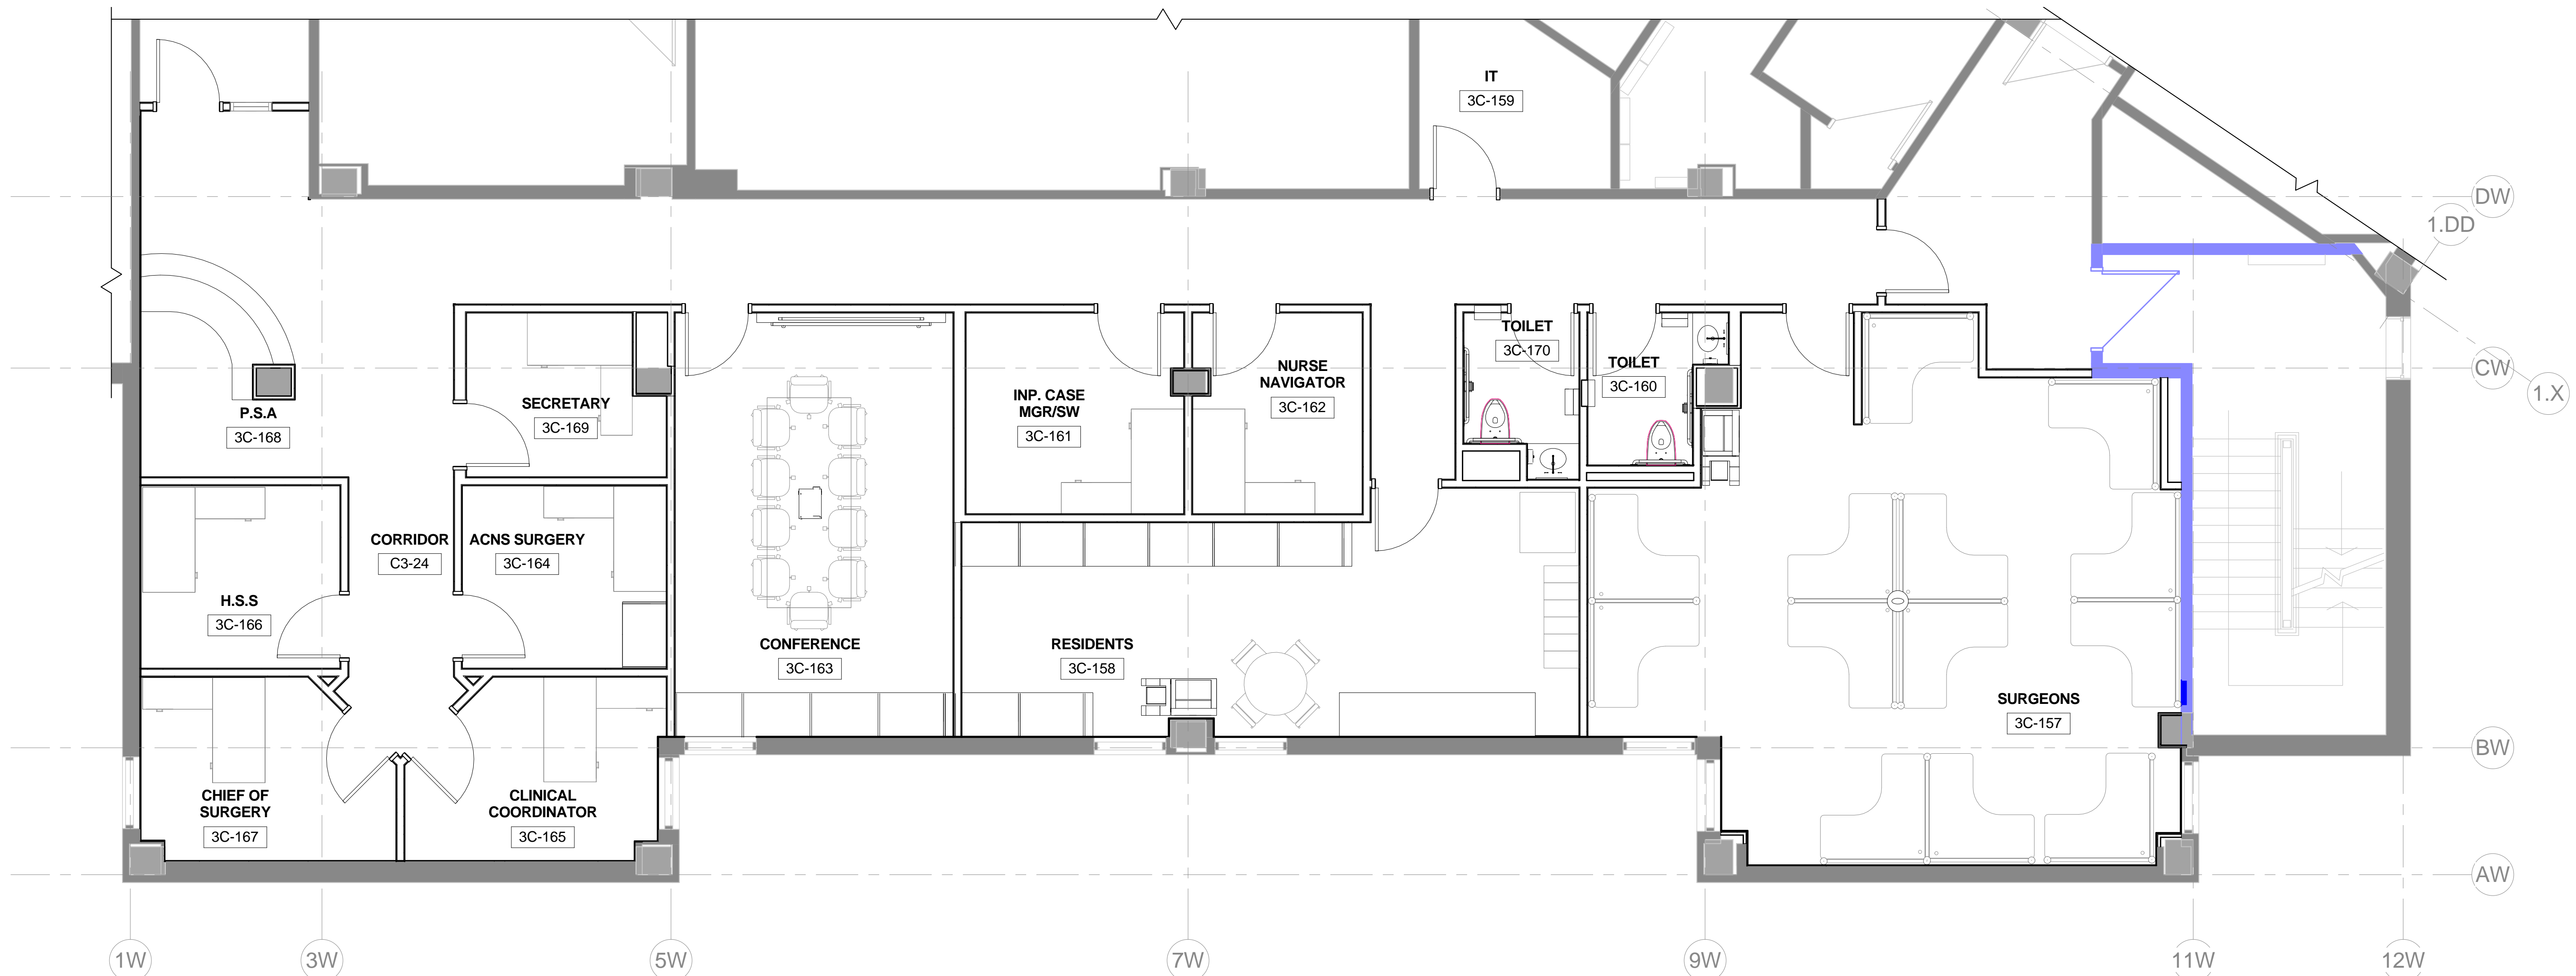 IT
3C-159
DW
1.DD
TOILET
3C-170
TOILET
3C-160
NURSE
NAVIGATOR
3C-162
CW
1.X
INP. CASE
MGR/SW
3C-161
SECRETARY
3C-169
P.S.A
3C-168
CORRIDOR
C3-24
ACNS SURGERY
3C-164
H.S.S
3C-166
CONFERENCE
3C-163
RESIDENTS
3C-158
SURGEONS
3C-157
BW
CHIEF OF
SURGERY
3C-167
CLINICAL
COORDINATOR
3C-165
AW
1W
3W
5W
7W
9W
11W
12W